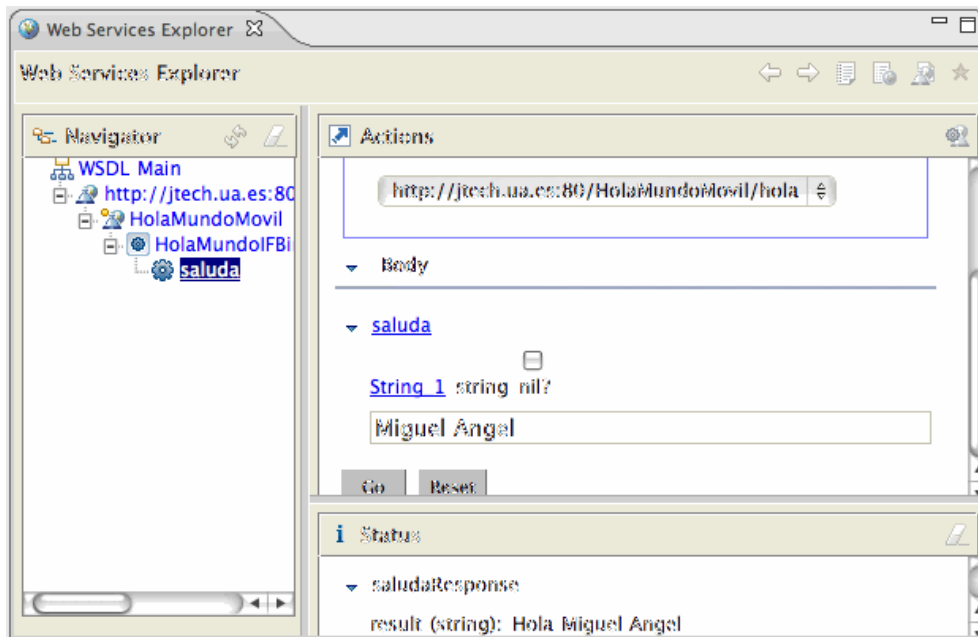 Web Services Explorer
Web Services Explorer
Navigator
WSDL Main
http://jtech.ua.es:80
HolaMundoMovil
HolaMundoIFBi
saluda
Actions
http://jtech.ua.es:80/HolaMundoMovil/hola
Body
saluda
String_1 string nil?
Miguel Angel
Go Reset
i Status
saludaResponse
result (string): Hola Miguel Angel